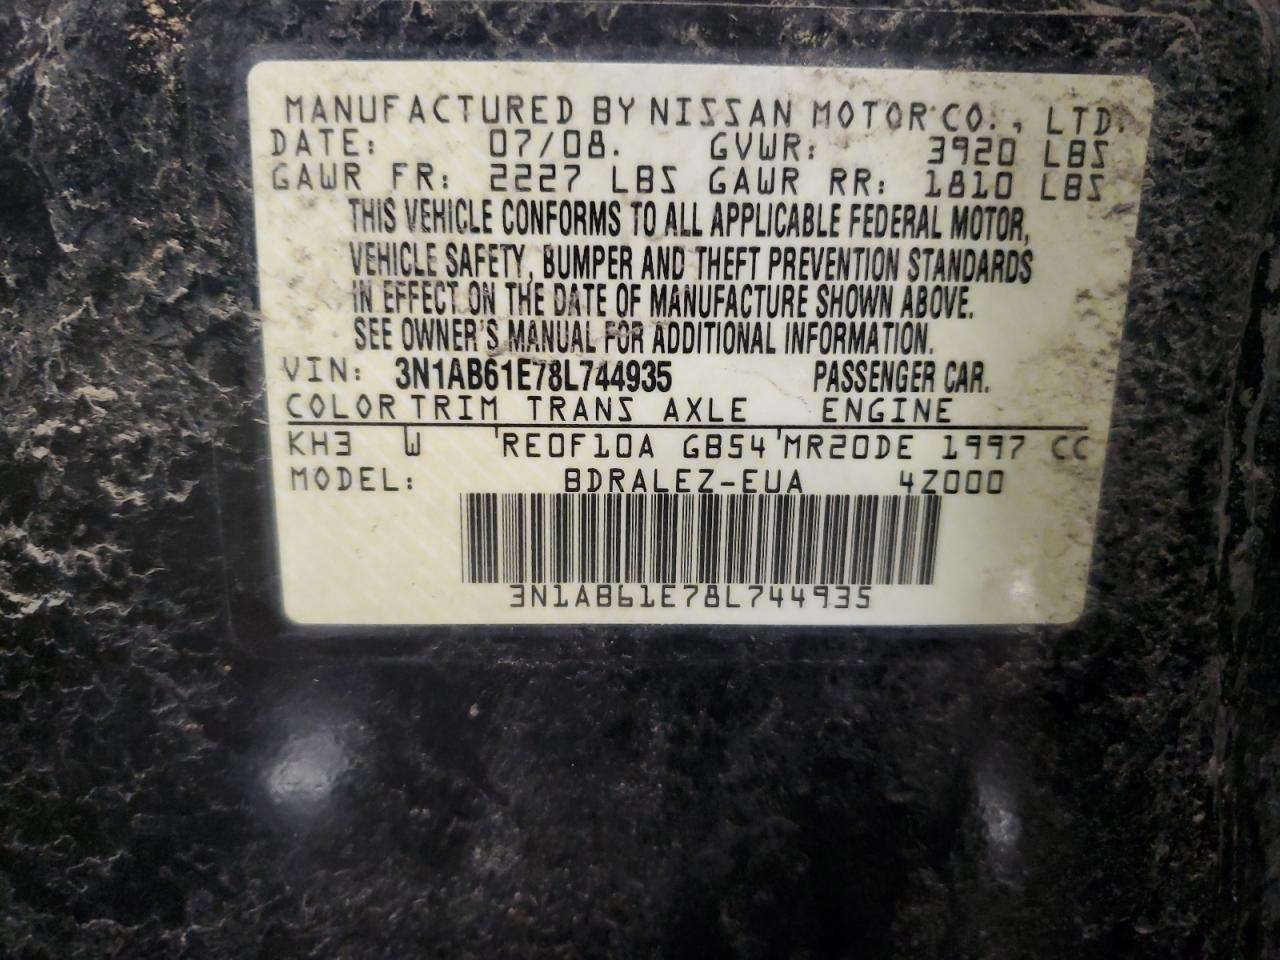 MANUFACTURED BY NISSAN MOTOR CO., LTD.
DATE: 07/08. GVWR: 3920 LBS
GAWR FR: 2227 LBS GAWR RR: 1810 LBS
THIS VEHICLE CONFORMS TO ALL APPLICABLE FEDERAL MOTOR,
VEHICLE SAFETY, BUMPER AND THEFT PREVENTION STANDARDS
IN EFFECT ON THE DATE OF MANUFACTURE SHOWN ABOVE.
SEE OWNER'S MANUAL FOR ADDITIONAL INFORMATION.
VIN: 3N1AB61E78L744935 PASSENGER CAR.
COLOR TRIM TRANS AXLE ENGINE
KH3 W RE0F10A GB54 MR20DE 1997 CC
MODEL: BDRALEZ-EUA 4Z000
3N1AB61E78L744935